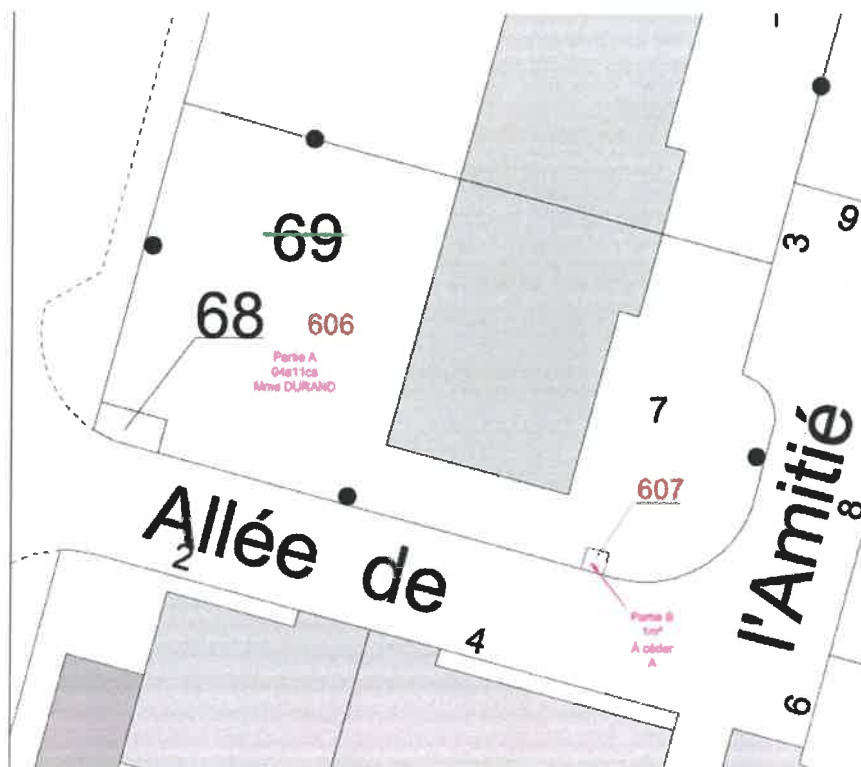 69
68
606
Partie A
04a11ca
Mme DURAND
3
9
7
607
Allée de l'Amitié
8
2
4
Partie B
1m²
À céder
A
6